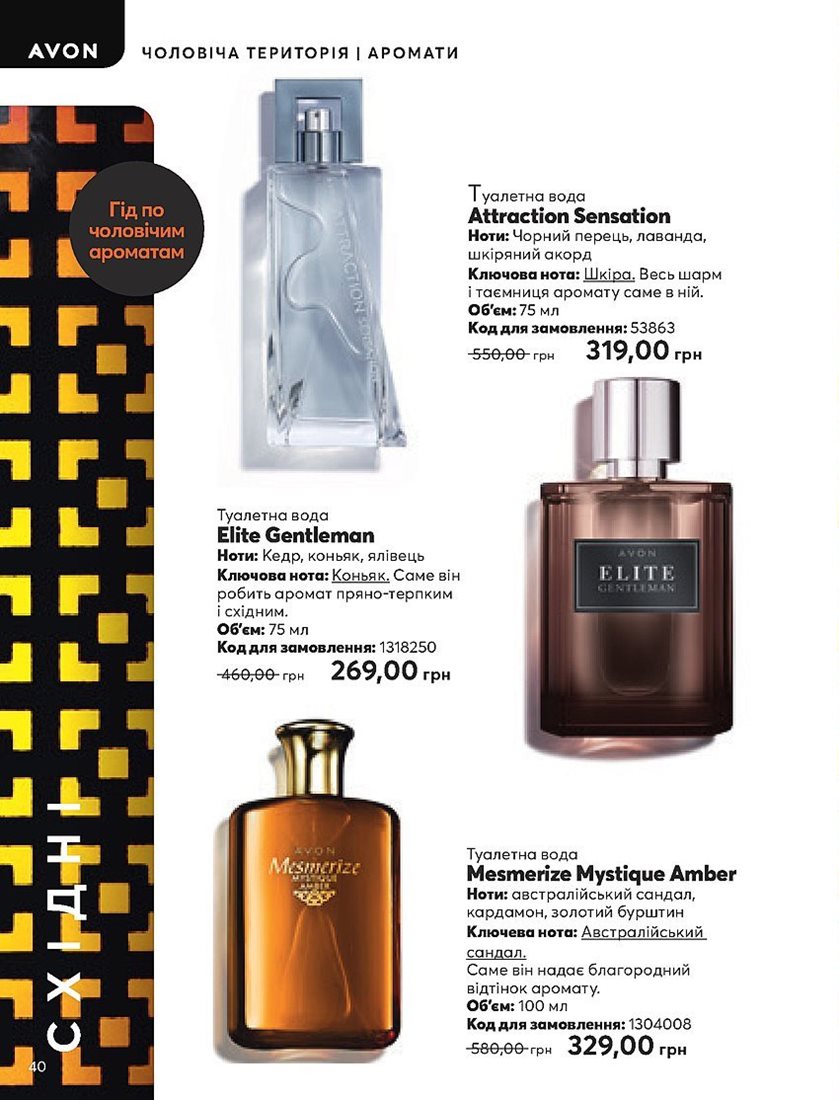 AVON
ЧОЛОВІЧА ТЕРИТОРІЯ | АРОМАТИ
Гід по
чоловічим
ароматам
ATTRACTION
Туалетна вода
Attraction Sensation
Ноти: Чорний перець, лаванда,
шкіряний акорд
Ключова нота: Шкіра. Весь шарм
і таємниця аромату саме в ній.
Об'єм: 75 мл
Код для замовлення: 53863
550,00 грн 319,00 грн
Туалетна вода
Elite Gentleman
Ноти: Кедр, коньяк, ялівець
Ключова нота: Коньяк. Саме він
робить аромат пряно-терпким
і східним.
Об'єм: 75 мл
Код для замовлення: 1318250
460,00 грн 269,00 грн
AVON
ELITE
GENTLEMAN
AVON
Mesmerize
MYSTIQUE
AMBER
Туалетна вода
Mesmerize Mystique Amber
Ноти: австралійський сандал,
кардамон, золотий бурштин
Ключева нота: Австралійський
сандал.
Саме він надає благородний
відтінок аромату.
Об'єм: 100 мл
Код для замовлення: 1304008
580,00 грн 329,00 грн
СХІДНІ
40